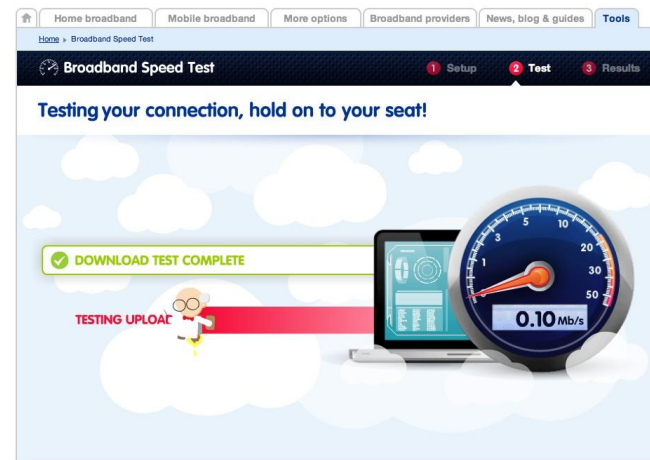 Home broadband
Mobile broadband
More options
Broadband providers
News, blog & guides
Tools
Home ▸ Broadband Speed Test
Broadband Speed Test
1 Setup
2 Test
3 Results
Testing your connection, hold on to your seat!
DOWNLOAD TEST COMPLETE
TESTING UPLOAD
1
3
5
10
20
30
50
0.10 Mb/s